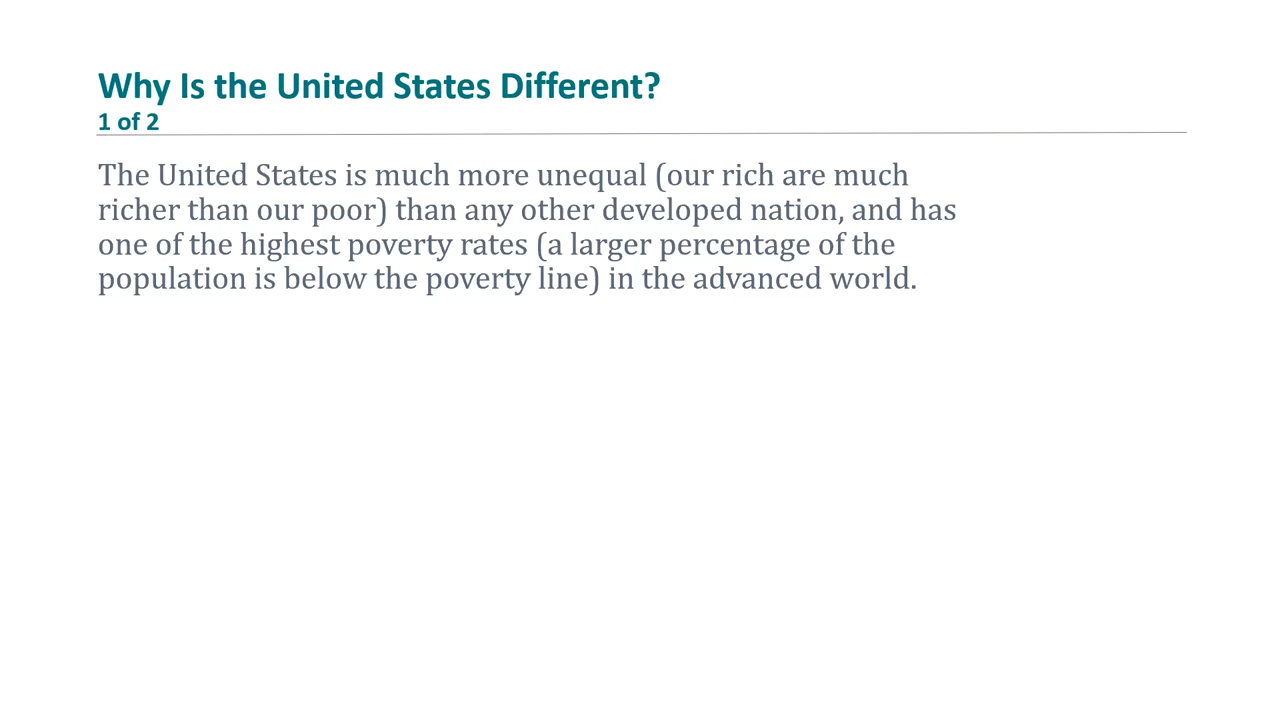 Why Is the United States Different?
1 of 2
The United States is much more unequal (our rich are much
richer than our poor) than any other developed nation, and has
one of the highest poverty rates (a larger percentage of the
population is below the poverty line) in the advanced world.